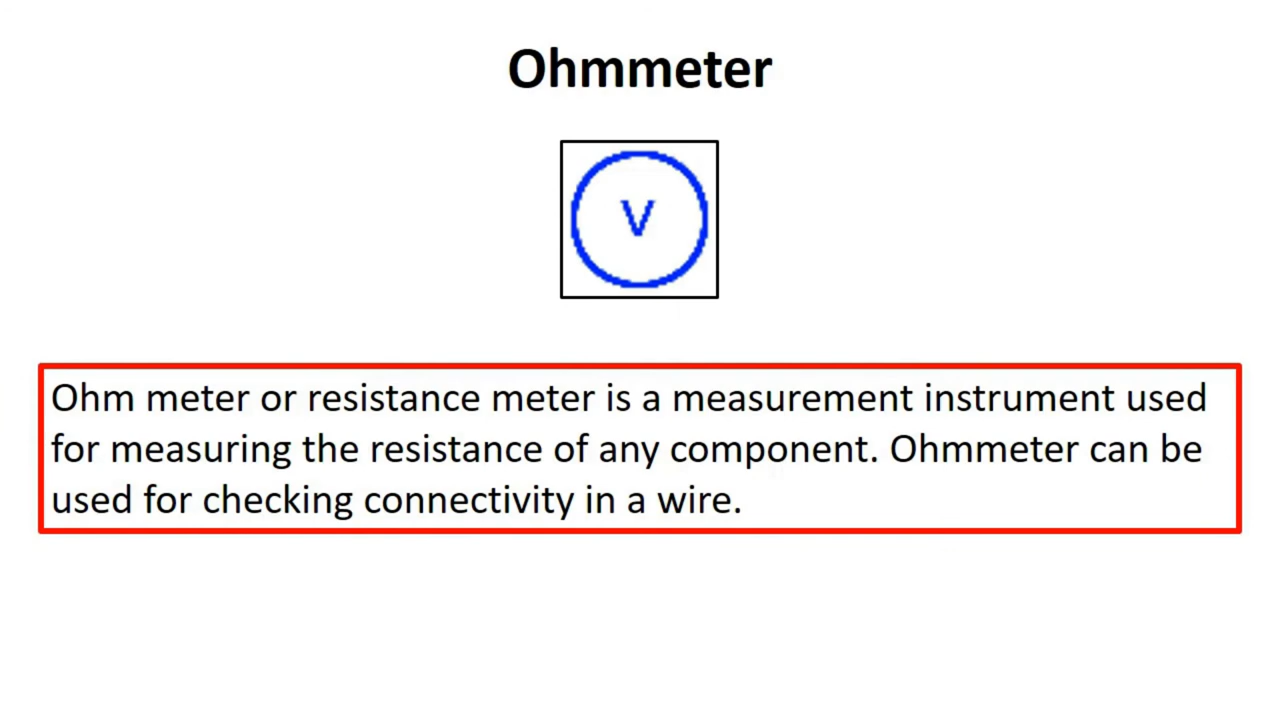 Ohmmeter
V
Ohm meter or resistance meter is a measurement instrument used
for measuring the resistance of any component. Ohmmeter can be
used for checking connectivity in a wire.